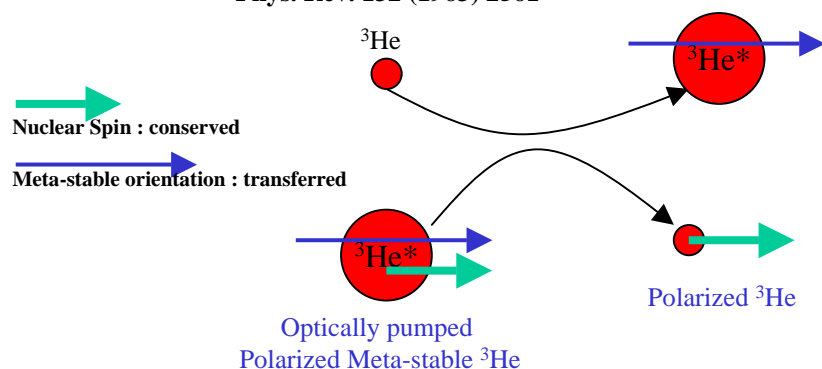 ³He
³He*
Nuclear Spin : conserved
Meta-stable orientation : transferred
³He*
Polarized ³He
Optically pumped
Polarized Meta-stable ³He